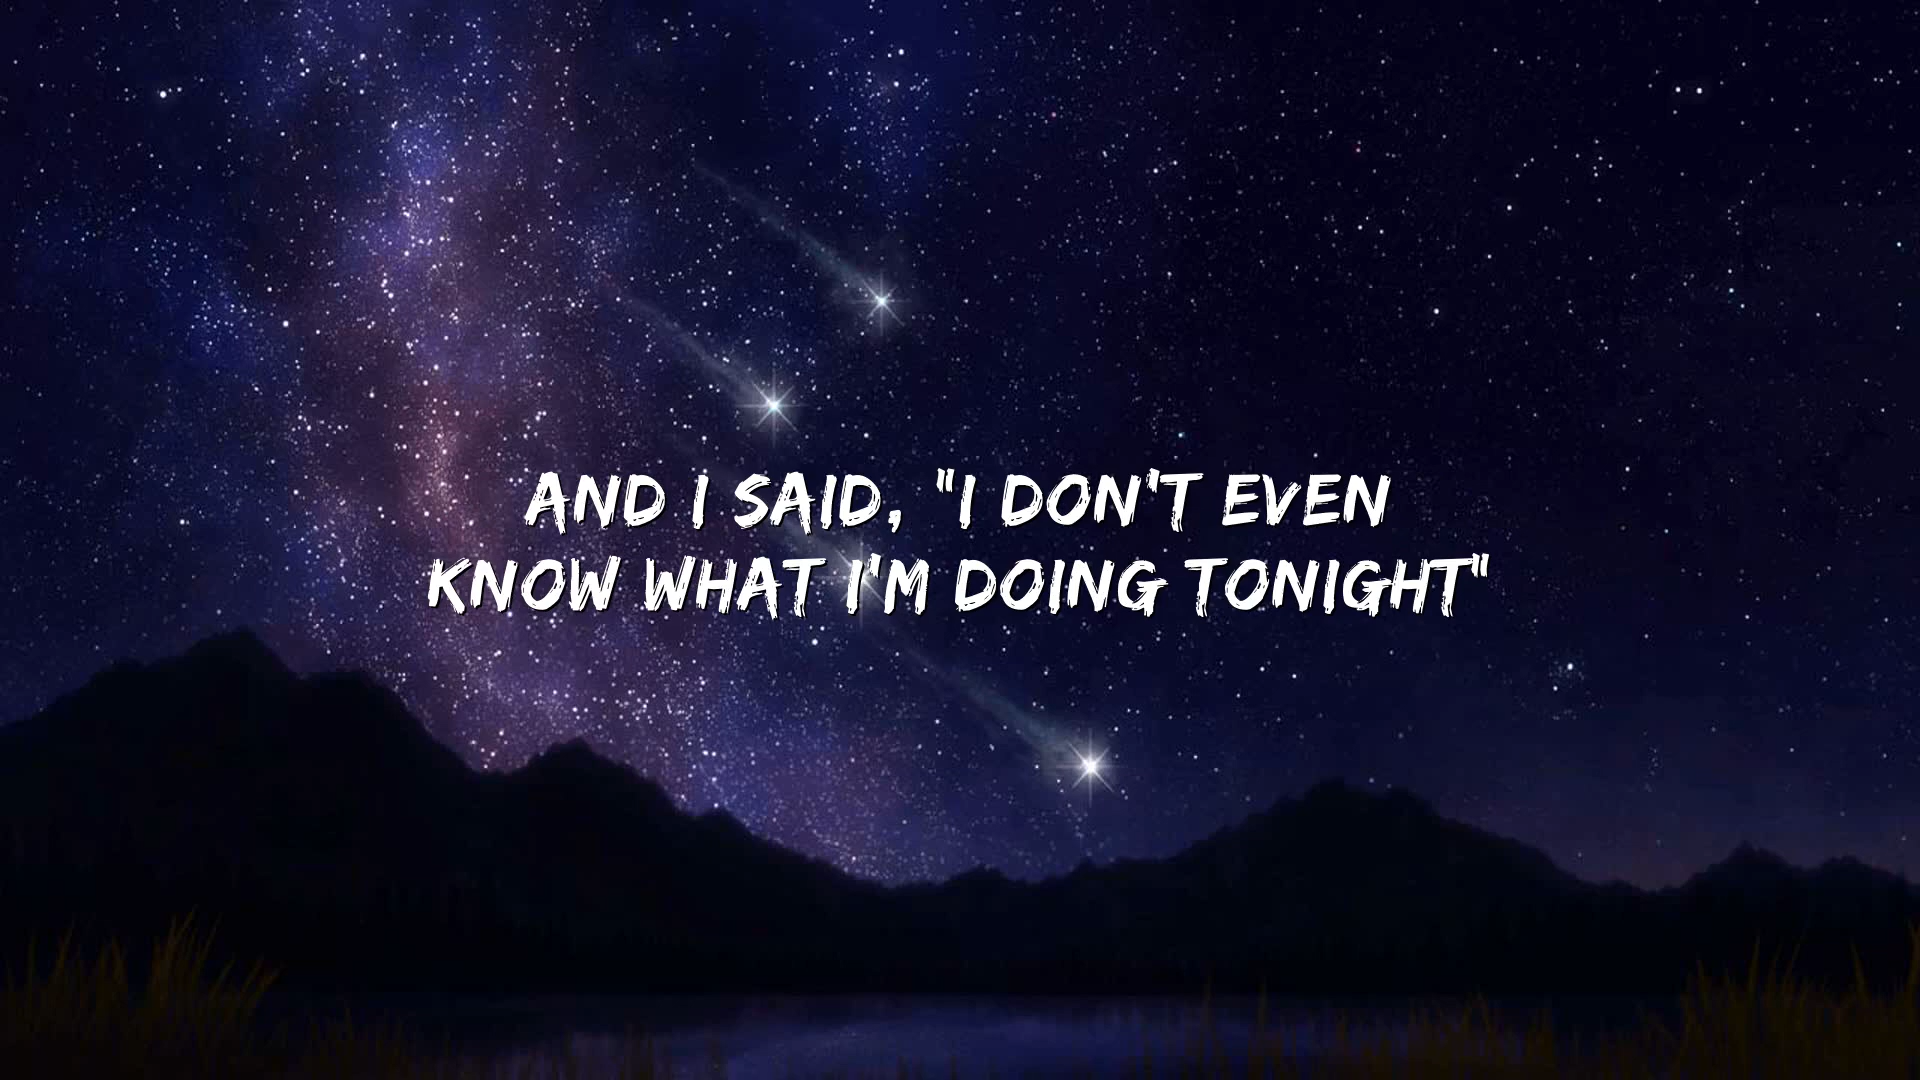 AND I SAID, "I DON'T EVEN
KNOW WHAT I'M DOING TONIGHT"